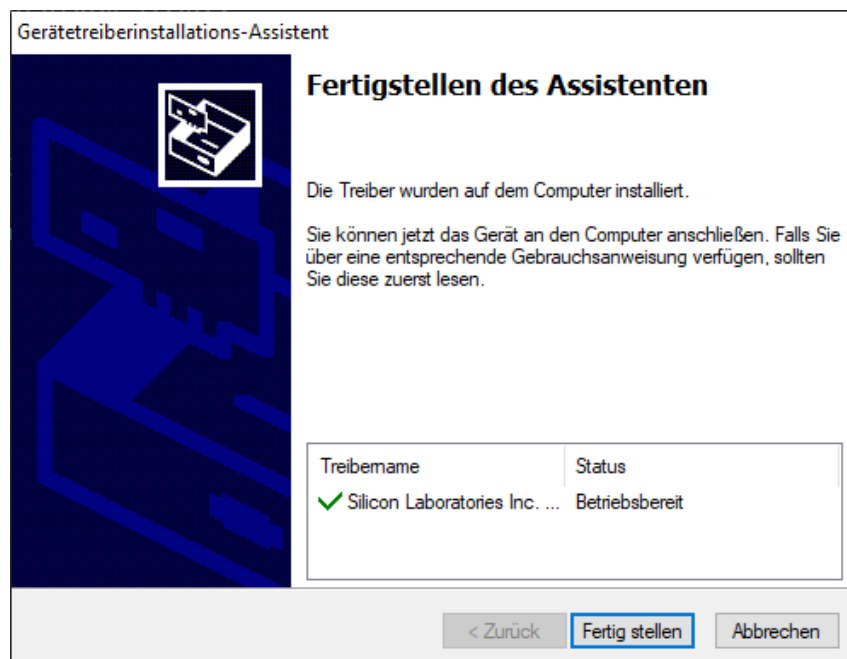 Gerätetreiberinstallations-Assistent
Fertigstellen des Assistenten
Die Treiber wurden auf dem Computer installiert.
Sie können jetzt das Gerät an den Computer anschließen. Falls Sie
über eine entsprechende Gebrauchsanweisung verfügen, sollten
Sie diese zuerst lesen.
Treibername Status
Silicon Laboratories Inc. ... Betriebsbereit
< Zurück Fertig stellen Abbrechen